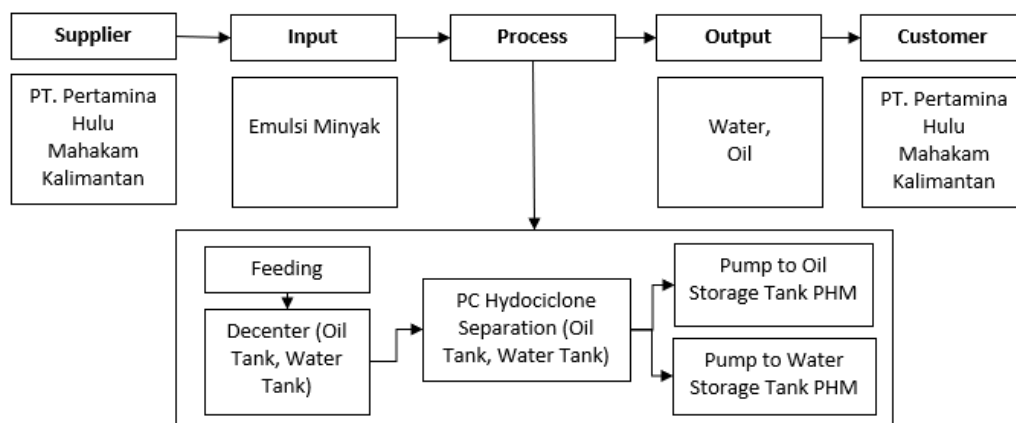 Supplier
Input
Process
Output
Customer
PT. Pertamina
Hulu
Mahakam
Kalimantan
Emulsi Minyak
Water,
Oil
PT. Pertamina
Hulu
Mahakam
Kalimantan
Feeding
Decenter (Oil
Tank, Water
Tank)
PC Hydociclone
Separation (Oil
Tank, Water Tank)
Pump to Oil
Storage Tank PHM
Pump to Water
Storage Tank PHM